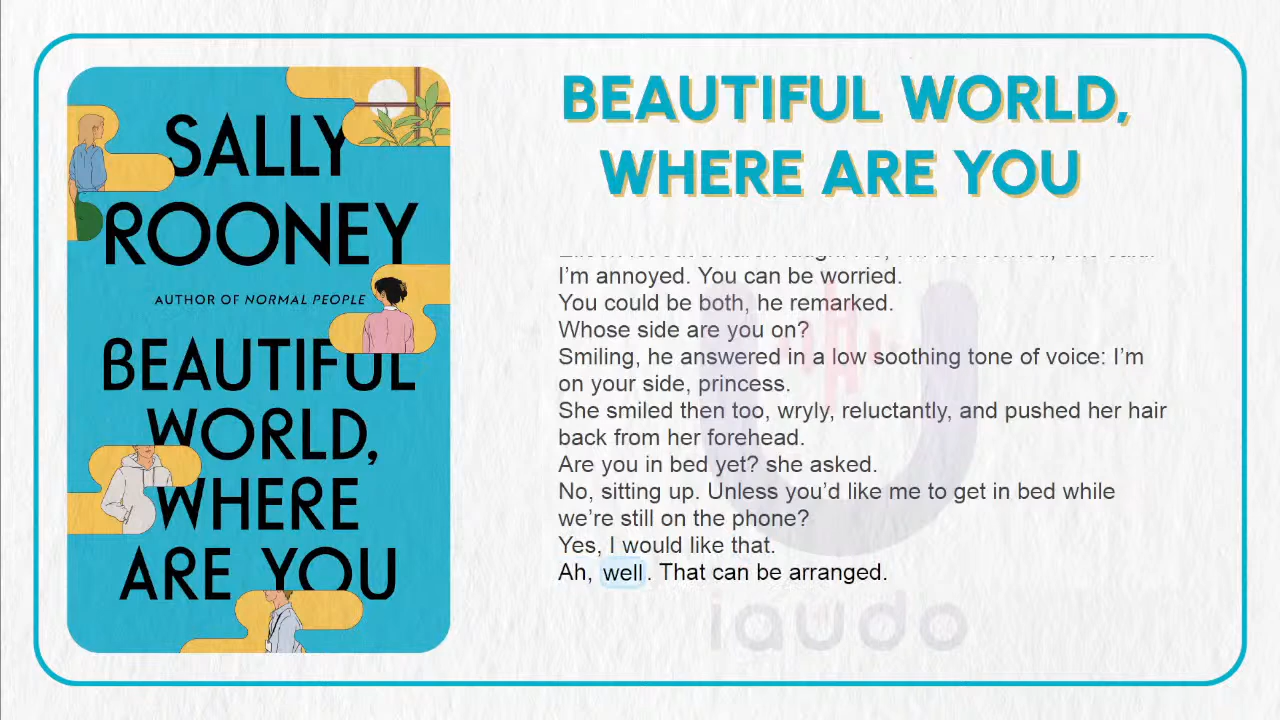 SALLY
ROONEY
AUTHOR OF NORMAL PEOPLE
BEAUTIFUL
WORLD,
WHERE
ARE YOU
BEAUTIFUL WORLD,
WHERE ARE YOU
I’m annoyed. You can be worried.
You could be both, he remarked.
Whose side are you on?
Smiling, he answered in a low soothing tone of voice: I’m
on your side, princess.
She smiled then too, wryly, reluctantly, and pushed her hair
back from her forehead.
Are you in bed yet? she asked.
No, sitting up. Unless you’d like me to get in bed while
we’re still on the phone?
Yes, I would like that.
Ah, well. That can be arranged.
iaudo